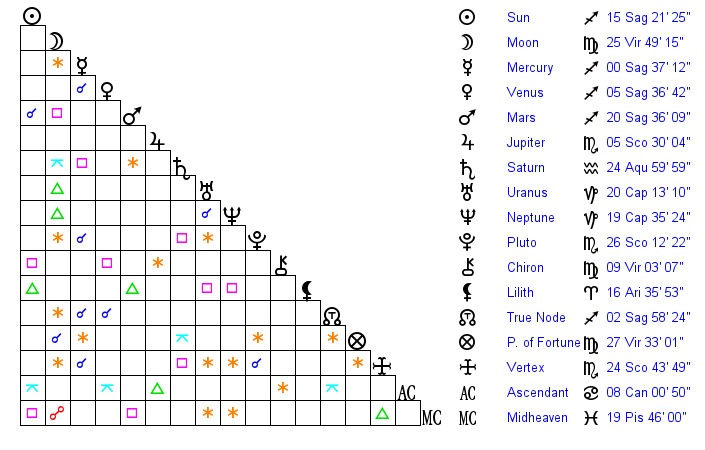 Sun 15 Sag 21' 25"
Moon 25 Vir 49' 15"
Mercury 00 Sag 37' 12"
Venus 05 Sag 36' 42"
Mars 20 Sag 36' 09"
Jupiter 05 Sco 30' 04"
Saturn 24 Aqu 59' 59"
Uranus 20 Cap 13' 10"
Neptune 19 Cap 35' 24"
Pluto 26 Sco 12' 22"
Chiron 09 Vir 03' 07"
Lilith 16 Ari 35' 53"
True Node 02 Sag 58' 24"
P. of Fortune 27 Vir 33' 01"
Vertex 24 Sco 43' 49"
AC AC Ascendant 08 Can 00' 50"
MC MC Midheaven 19 Pis 46' 00"